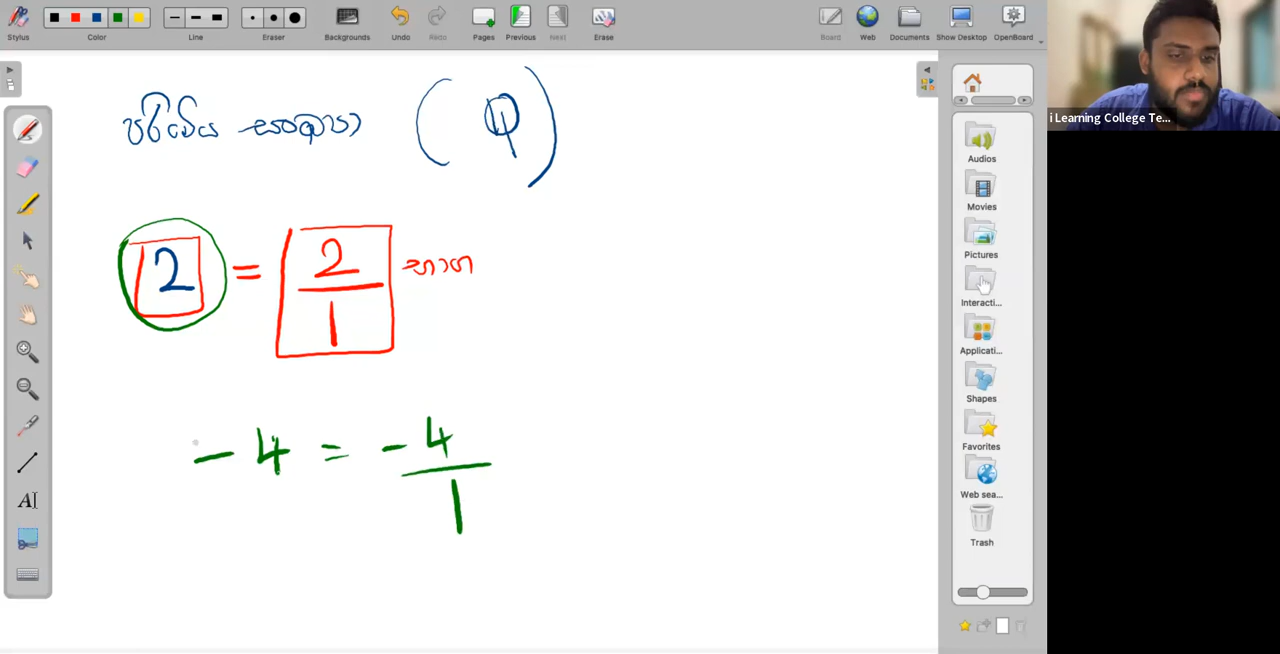 Stylus Color Line Eraser Backgrounds Undo Redo Pages Previous Next Erase Board Web Documents Show Desktop OpenBoard
i Learning College Te...
පරිමේය සංඛ්‍යා ( Q )
2 = 2/1 භාග
- 4 = - 4/1
Audios
Movies
Pictures
Interacti...
Applicati...
Shapes
Favorites
Web sea...
Trash